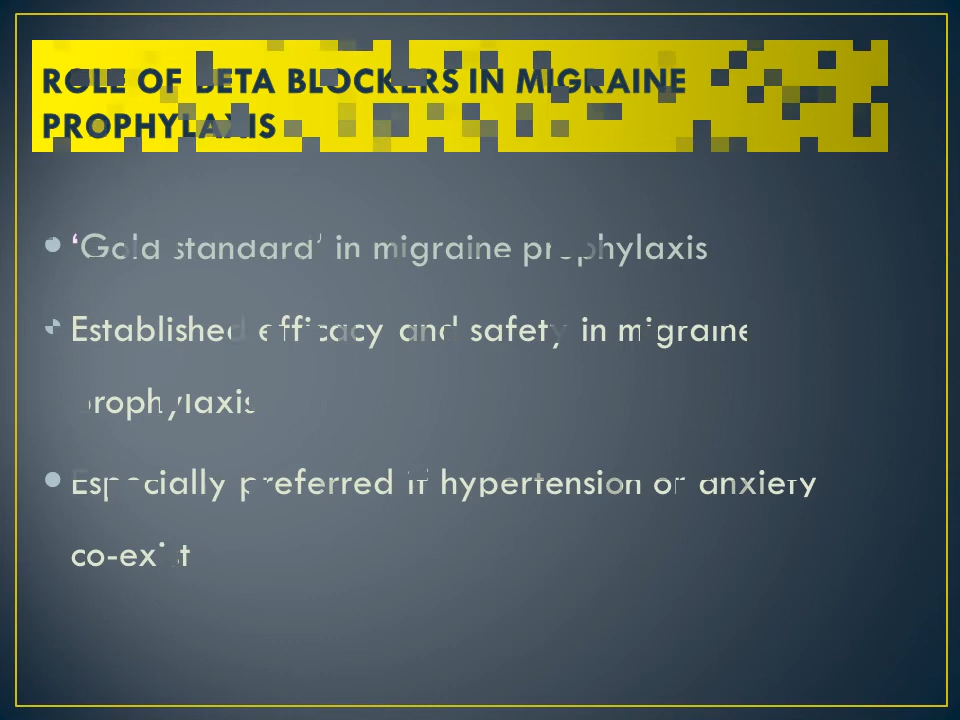 ROLE OF BETA BLOCKERS IN MIGRAINE
PROPHYLAXIS
• ‘Gold standard’ in migraine prophylaxis
• Established efficacy and safety in migraine
prophylaxis
• Especially preferred if hypertension or anxiety
co-exist